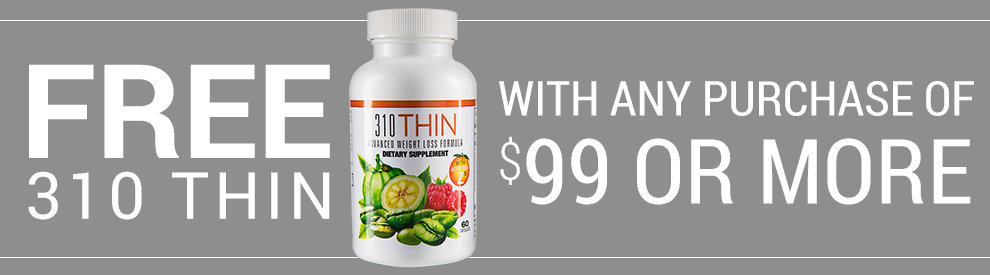 FREE
310 THIN
310 THIN
ADVANCED WEIGHT LOSS FORMULA
DIETARY SUPPLEMENT
60
WITH ANY PURCHASE OF
$99 OR MORE